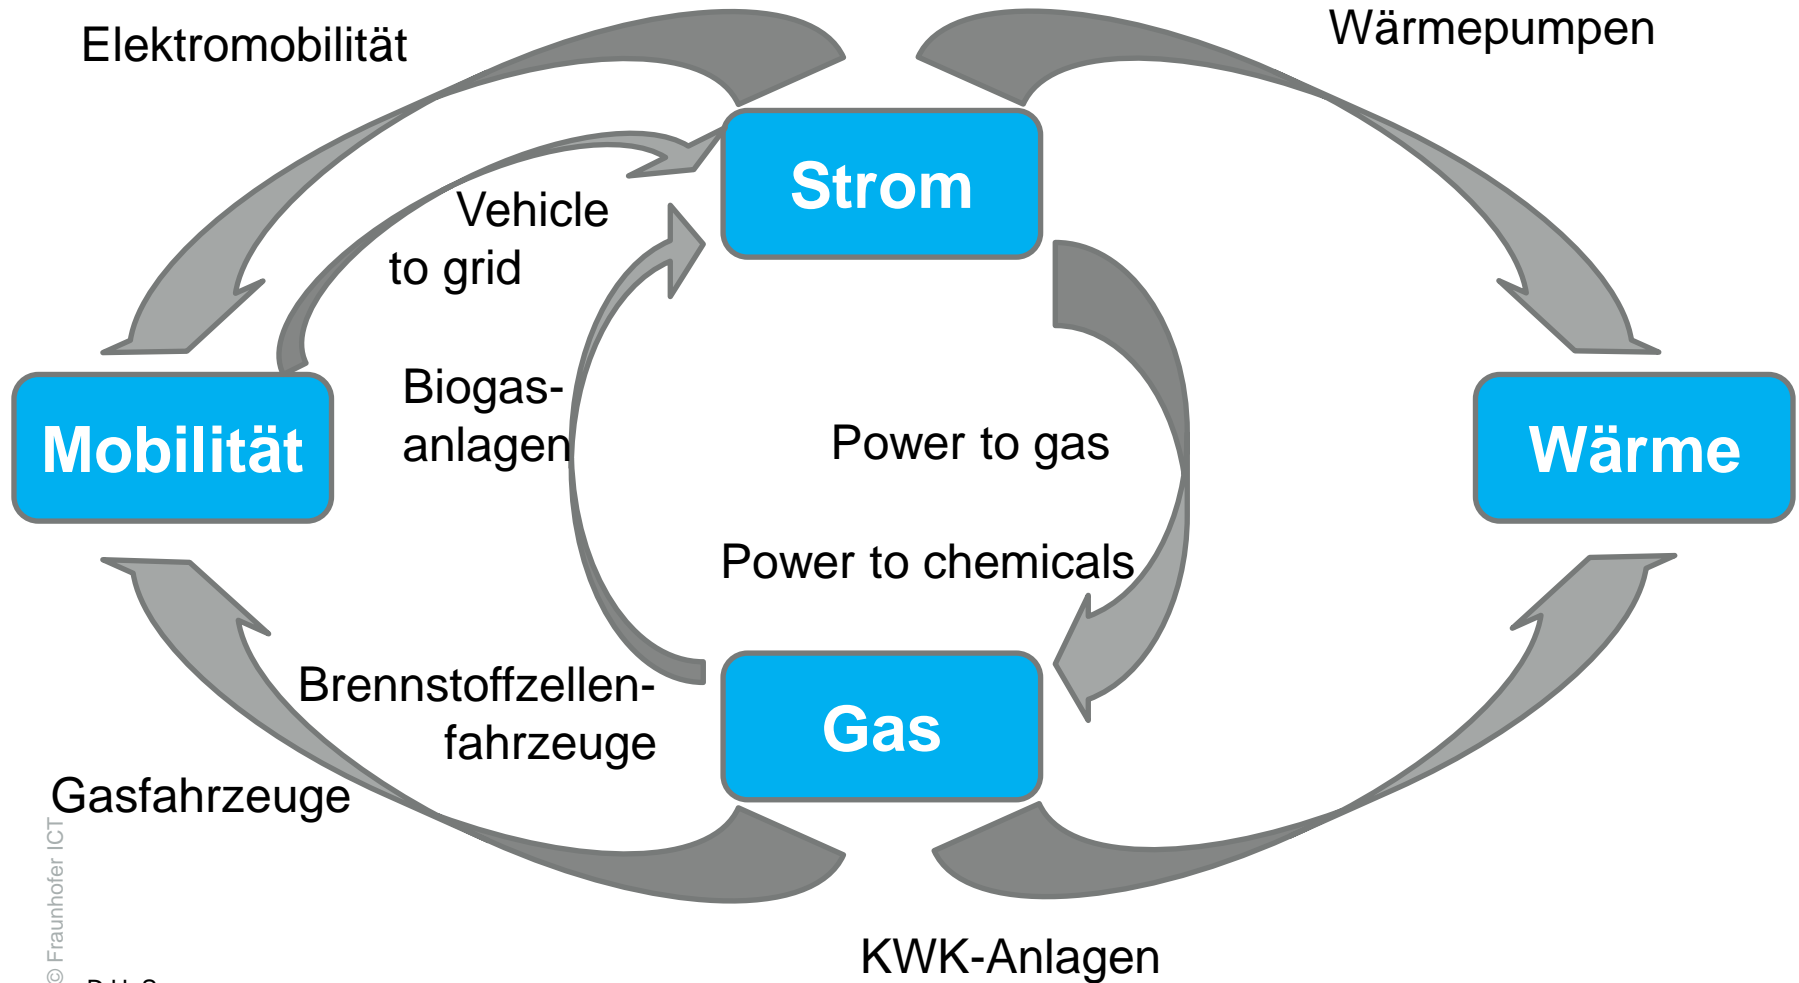 Elektromobilität
Wärmepumpen
Strom
Vehicle
to grid
Biogas-
anlagen
Mobilität
Power to gas
Wärme
Power to chemicals
Brennstoffzellen-
fahrzeuge
Gas
Gasfahrzeuge
© Fraunhofer ICT
KWK-Anlagen